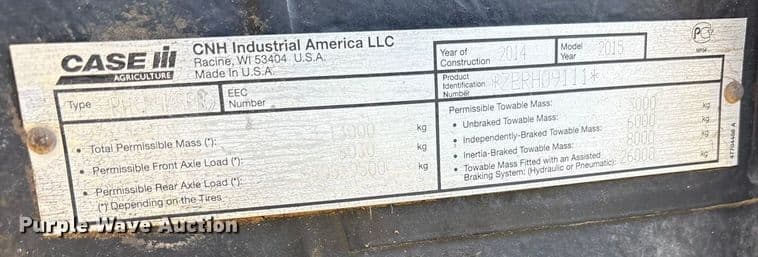 CASE IH
AGRICULTURE
CNH Industrial America LLC
Racine, WI 53404 U.S.A.
Made In U.S.A.
Type
EEC
Number
• Total Permissible Mass (*): 13000 kg
• Permissible Front Axle Load (*): kg
• Permissible Rear Axle Load (*): kg
(*) Depending on the Tires
Year of
Construction 2014
Model
Year 2015
Product
Identification
Number *ZBRH09111*
Permissible Towable Mass:
• Unbraked Towable Mass: 3000 kg
• Independently-Braked Towable Mass: 6000 kg
• Inertia-Braked Towable Mass: 8000 kg
• Towable Mass Fitted with an Assisted
Braking System: (Hydraulic or Pneumatic): 26000 kg
Purple Wave Auction